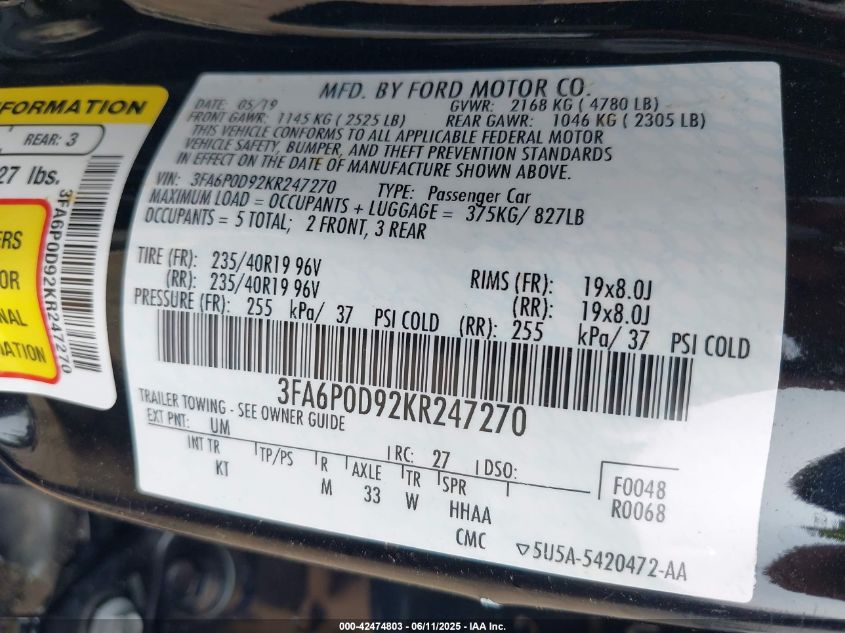 MFD. BY FORD MOTOR CO.
DATE: 05/19 GVWR: 2168 KG ( 4780 LB)
FRONT GAWR: 1145 KG ( 2525 LB) REAR GAWR: 1046 KG ( 2305 LB)
THIS VEHICLE CONFORMS TO ALL APPLICABLE FEDERAL MOTOR
VEHICLE SAFETY, BUMPER, AND THEFT PREVENTION STANDARDS
IN EFFECT ON THE DATE OF MANUFACTURE SHOWN ABOVE.
VIN: 3FA6P0D92KR247270 TYPE: Passenger Car
MAXIMUM LOAD = OCCUPANTS + LUGGAGE = 375KG/ 827LB
OCCUPANTS = 5 TOTAL; 2 FRONT, 3 REAR
TIRE (FR): 235/40R19 96V RIMS (FR): 19x8.0J
(RR): 235/40R19 96V (RR): 19x8.0J
PRESSURE (FR): 255 kPa/ 37 PSI COLD (RR): 255 kPa/ 37 PSI COLD
3FA6P0D92KR247270
TRAILER TOWING - SEE OWNER GUIDE
EXT PNT: UM RC: 27 DSO:
INT TR TP/PS R AXLE TR SPR
KT M 33 W HHAA
CMC
F0048
R0068
5U5A-5420472-AA
FORMATION
REAR: 3
27 lbs.
3FA6P0D92KR247270
ERS
OR
NAL
MATION
000-42474803 - 06/11/2025 - IAA Inc.